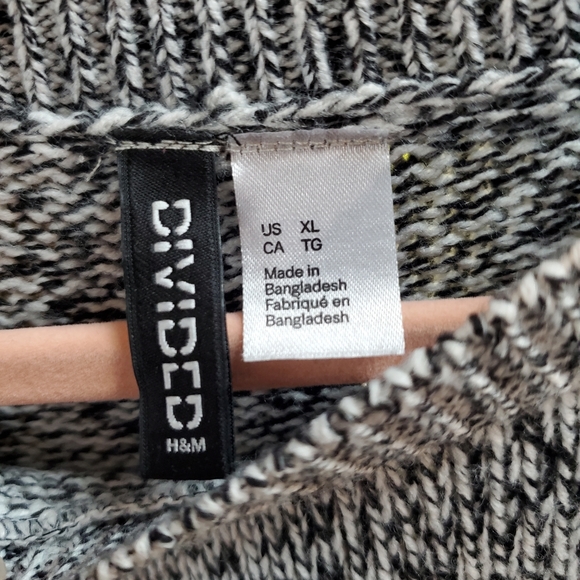 DIVIDED
H&M
US XL
CA TG
Made in
Bangladesh
Fabriqué en
Bangladesh